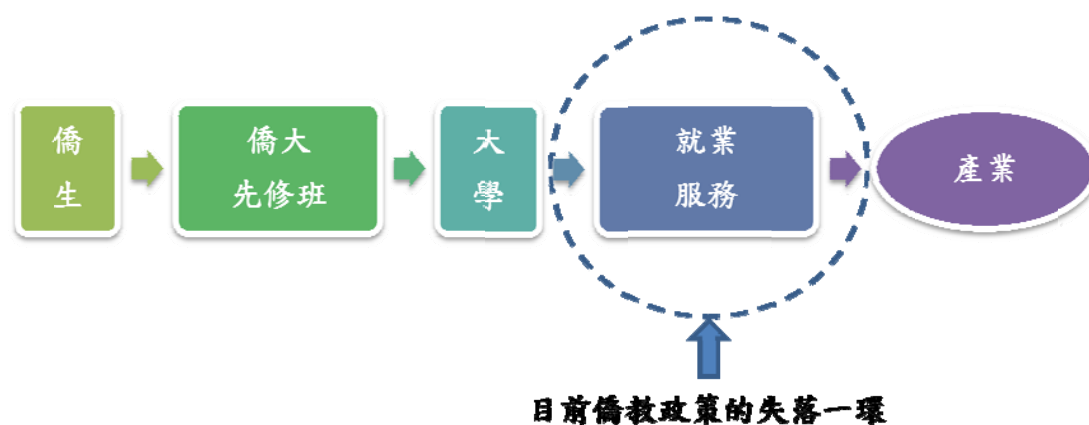 僑
生
僑大
先修班
大
學
就業
服務
產業
目前僑教政策的失落一環